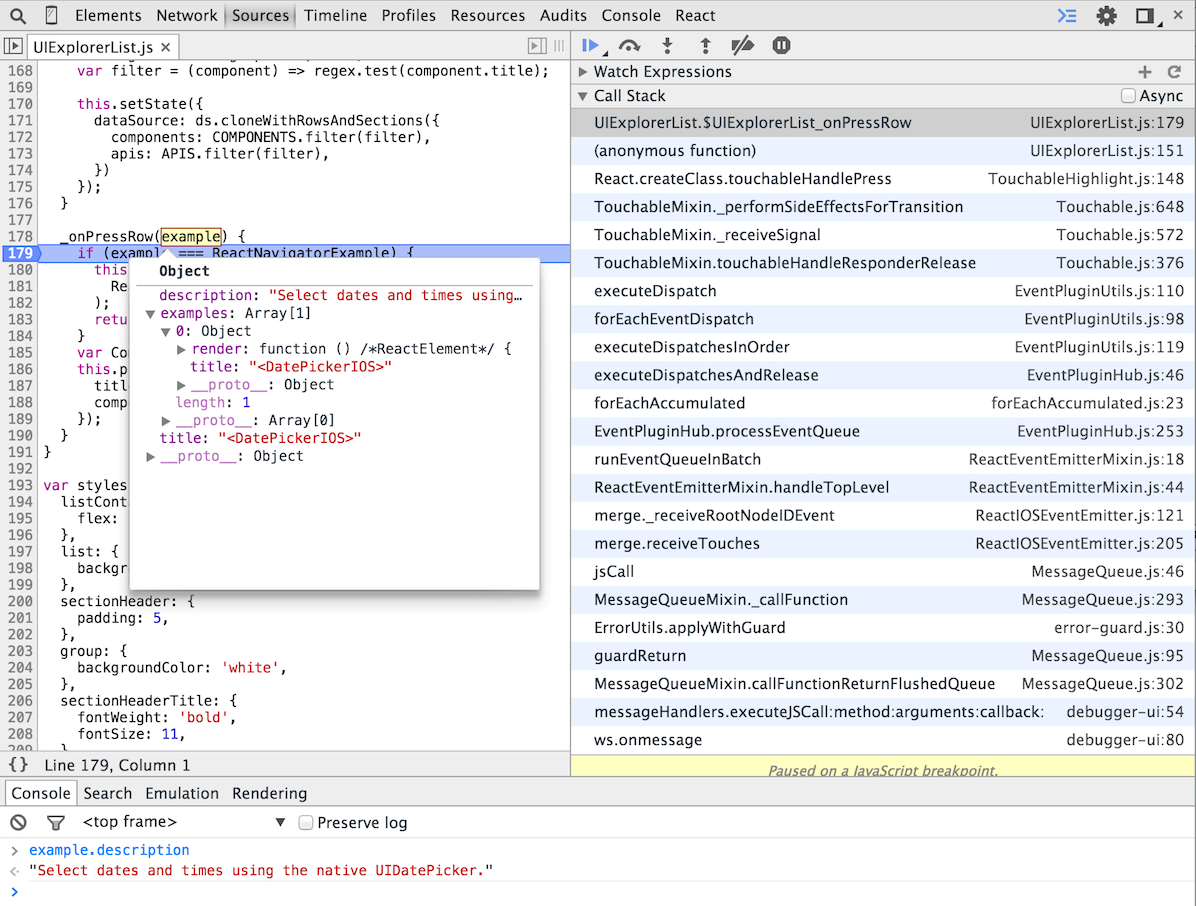 Elements Network Sources Timeline Profiles Resources Audits Console React
UIExplorerList.js ×
168 var filter = (component) => regex.test(component.title);
169
170 this.setState({
171 dataSource: ds.cloneWithRowsAndSections({
172 components: COMPONENTS.filter(filter),
173 apis: APIS.filter(filter),
174 })
175 });
176 }
177
178 _onPressRow(example) {
179 if (example === ReactNavigatorExample) {
180 this
181 Re
182 );
183 retu
184 }
185 var Co
186 this.p
187 titl
188 comp
189 });
190 }
191 }
192
193 var styles
194 listCont
195 flex:
196 },
197 list: {
198 backgr
199 },
200 sectionHeader: {
201 padding: 5,
202 },
203 group: {
204 backgroundColor: 'white',
205 },
206 sectionHeaderTitle: {
207 fontWeight: 'bold',
208 fontSize: 11,
209 }
Object
description: "Select dates and times using…
examples: Array[1]
0: Object
render: function () /*ReactElement*/ {
title: "<DatePickerIOS>"
__proto__: Object
length: 1
__proto__: Array[0]
title: "<DatePickerIOS>"
__proto__: Object
{} Line 179, Column 1
Watch Expressions
Call Stack Async
UIExplorerList.$UIExplorerList_onPressRow UIExplorerList.js:179
(anonymous function) UIExplorerList.js:151
React.createClass.touchableHandlePress TouchableHighlight.js:148
TouchableMixin._performSideEffectsForTransition Touchable.js:648
TouchableMixin._receiveSignal Touchable.js:572
TouchableMixin.touchableHandleResponderRelease Touchable.js:376
executeDispatch EventPluginUtils.js:110
forEachEventDispatch EventPluginUtils.js:98
executeDispatchesInOrder EventPluginUtils.js:119
executeDispatchesAndRelease EventPluginHub.js:46
forEachAccumulated forEachAccumulated.js:23
EventPluginHub.processEventQueue EventPluginHub.js:253
runEventQueueInBatch ReactEventEmitterMixin.js:18
ReactEventEmitterMixin.handleTopLevel ReactEventEmitterMixin.js:44
merge._receiveRootNodeIDEvent ReactIOSEventEmitter.js:121
merge.receiveTouches ReactIOSEventEmitter.js:205
jsCall MessageQueue.js:46
MessageQueueMixin._callFunction MessageQueue.js:293
ErrorUtils.applyWithGuard error-guard.js:30
guardReturn MessageQueue.js:95
MessageQueueMixin.callFunctionReturnFlushedQueue MessageQueue.js:302
messageHandlers.executeJSCall:method:arguments:callback: debugger-ui:54
ws.onmessage debugger-ui:80
Paused on a JavaScript breakpoint.
Console Search Emulation Rendering
<top frame> Preserve log
> example.description
"Select dates and times using the native UIDatePicker."
>